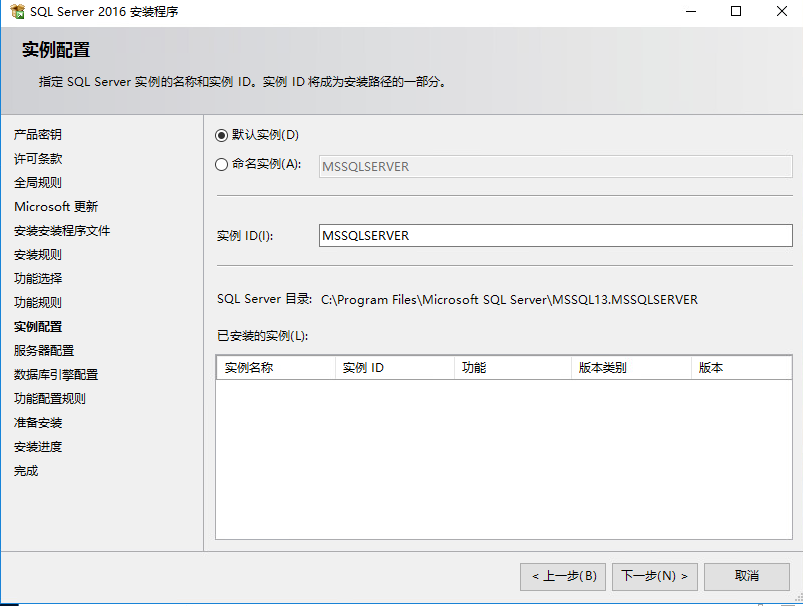 SQL Server 2016 安装程序
实例配置
指定 SQL Server 实例的名称和实例 ID。实例 ID 将成为安装路径的一部分。
产品密钥
许可条款
全局规则
Microsoft 更新
安装安装程序文件
安装规则
功能选择
功能规则
实例配置
服务器配置
数据库引擎配置
功能配置规则
准备安装
安装进度
完成
默认实例(D)
命名实例(A): MSSQLSERVER
实例 ID(I): MSSQLSERVER
SQL Server 目录: C:\Program Files\Microsoft SQL Server\MSSQL13.MSSQLSERVER
已安装的实例(L):
实例名称 实例 ID 功能 版本类别 版本
< 上一步(B) 下一步(N) > 取消